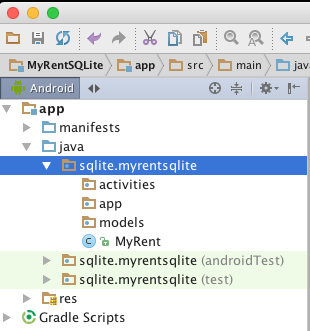 MyRentSQLite app src main jav
Android
app
manifests
java
sqlite.myrentsqlite
activities
app
models
C MyRent
sqlite.myrentsqlite (androidTest)
sqlite.myrentsqlite (test)
res
Gradle Scripts